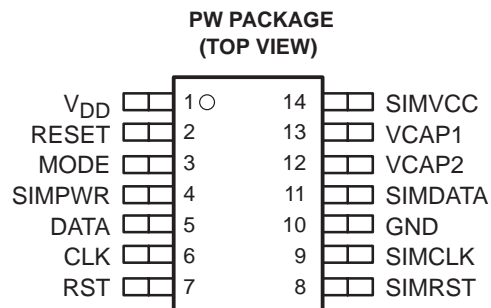 PW PACKAGE
(TOP VIEW)
VDD 1 14 SIMVCC
RESET 2 13 VCAP1
MODE 3 12 VCAP2
SIMPWR 4 11 SIMDATA
DATA 5 10 GND
CLK 6 9 SIMCLK
RST 7 8 SIMRST